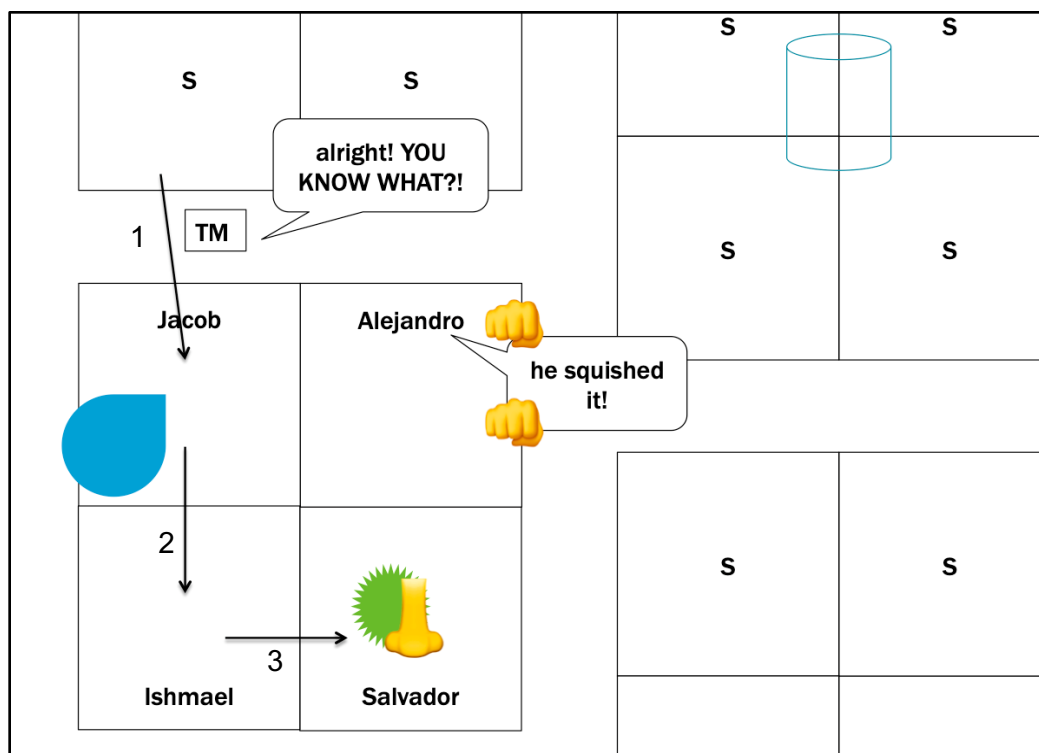 S
S
S
S
alright! YOU
KNOW WHAT?!
1
TM
S
S
Jacob
Alejandro
he squished
it!
2
S
S
3
Ishmael
Salvador